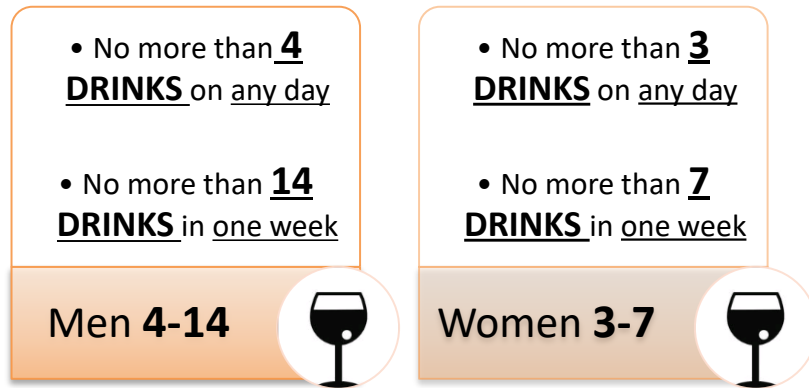 • No more than 4
DRINKS on any day
• No more than 14
DRINKS in one week
Men 4-14
• No more than 3
DRINKS on any day
• No more than 7
DRINKS in one week
Women 3-7